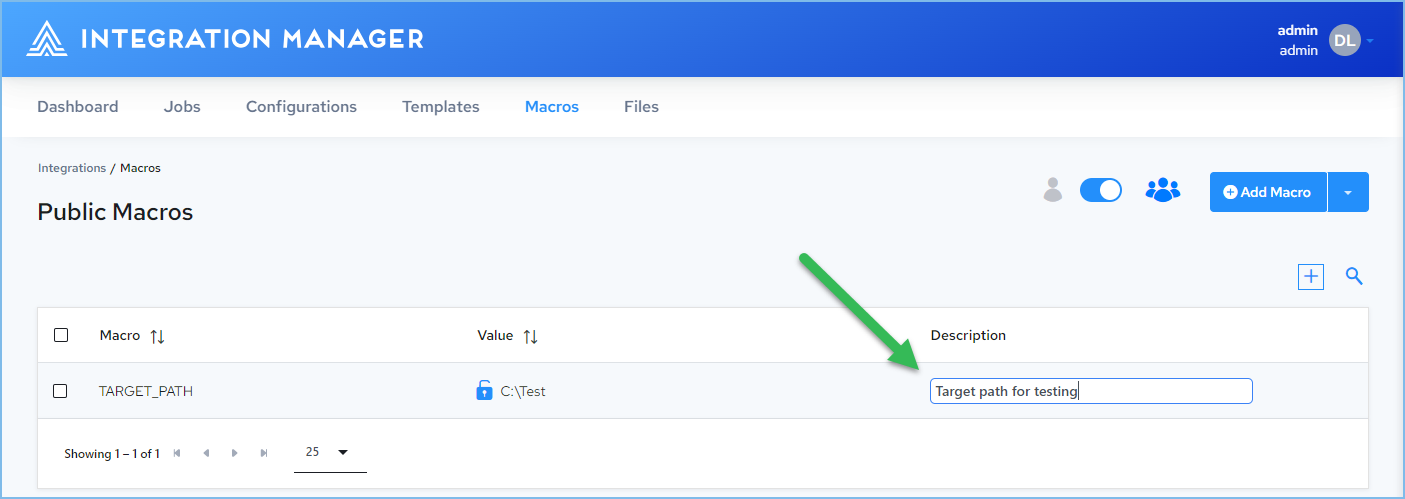 INTEGRATION MANAGER
admin
admin
DL
Dashboard Jobs Configurations Templates Macros Files
Integrations / Macros
Public Macros
Add Macro
Macro Value Description
TARGET_PATH C:\Test Target path for testing
Showing 1 – 1 of 1 25